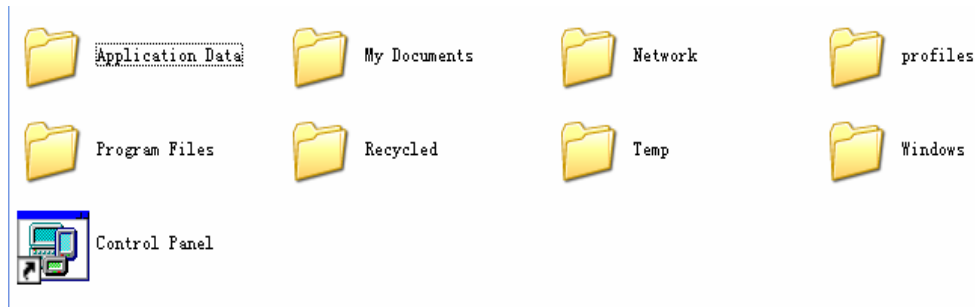 Application Data
My Documents
Network
profiles
Program Files
Recycled
Temp
Windows
Control Panel